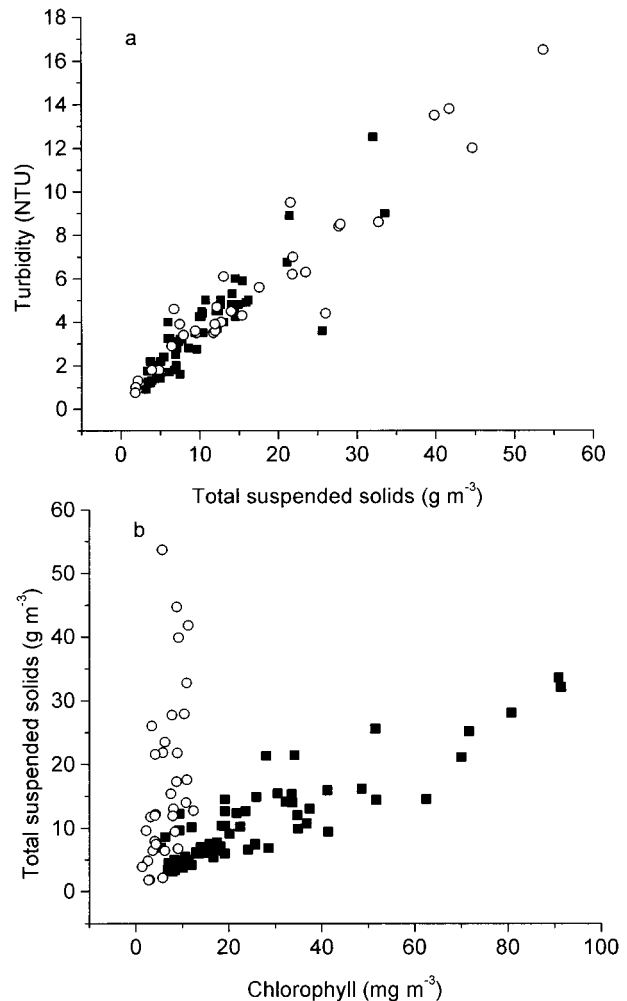 a
18
16
14
12
10
8
6
4
2
0
Turbidity (NTU)
0 10 20 30 40 50 60
Total suspended solids (g m⁻³)
b
60
50
40
30
20
10
0
Total suspended solids (g m⁻³)
0 20 40 60 80 100
Chlorophyll (mg m⁻³)